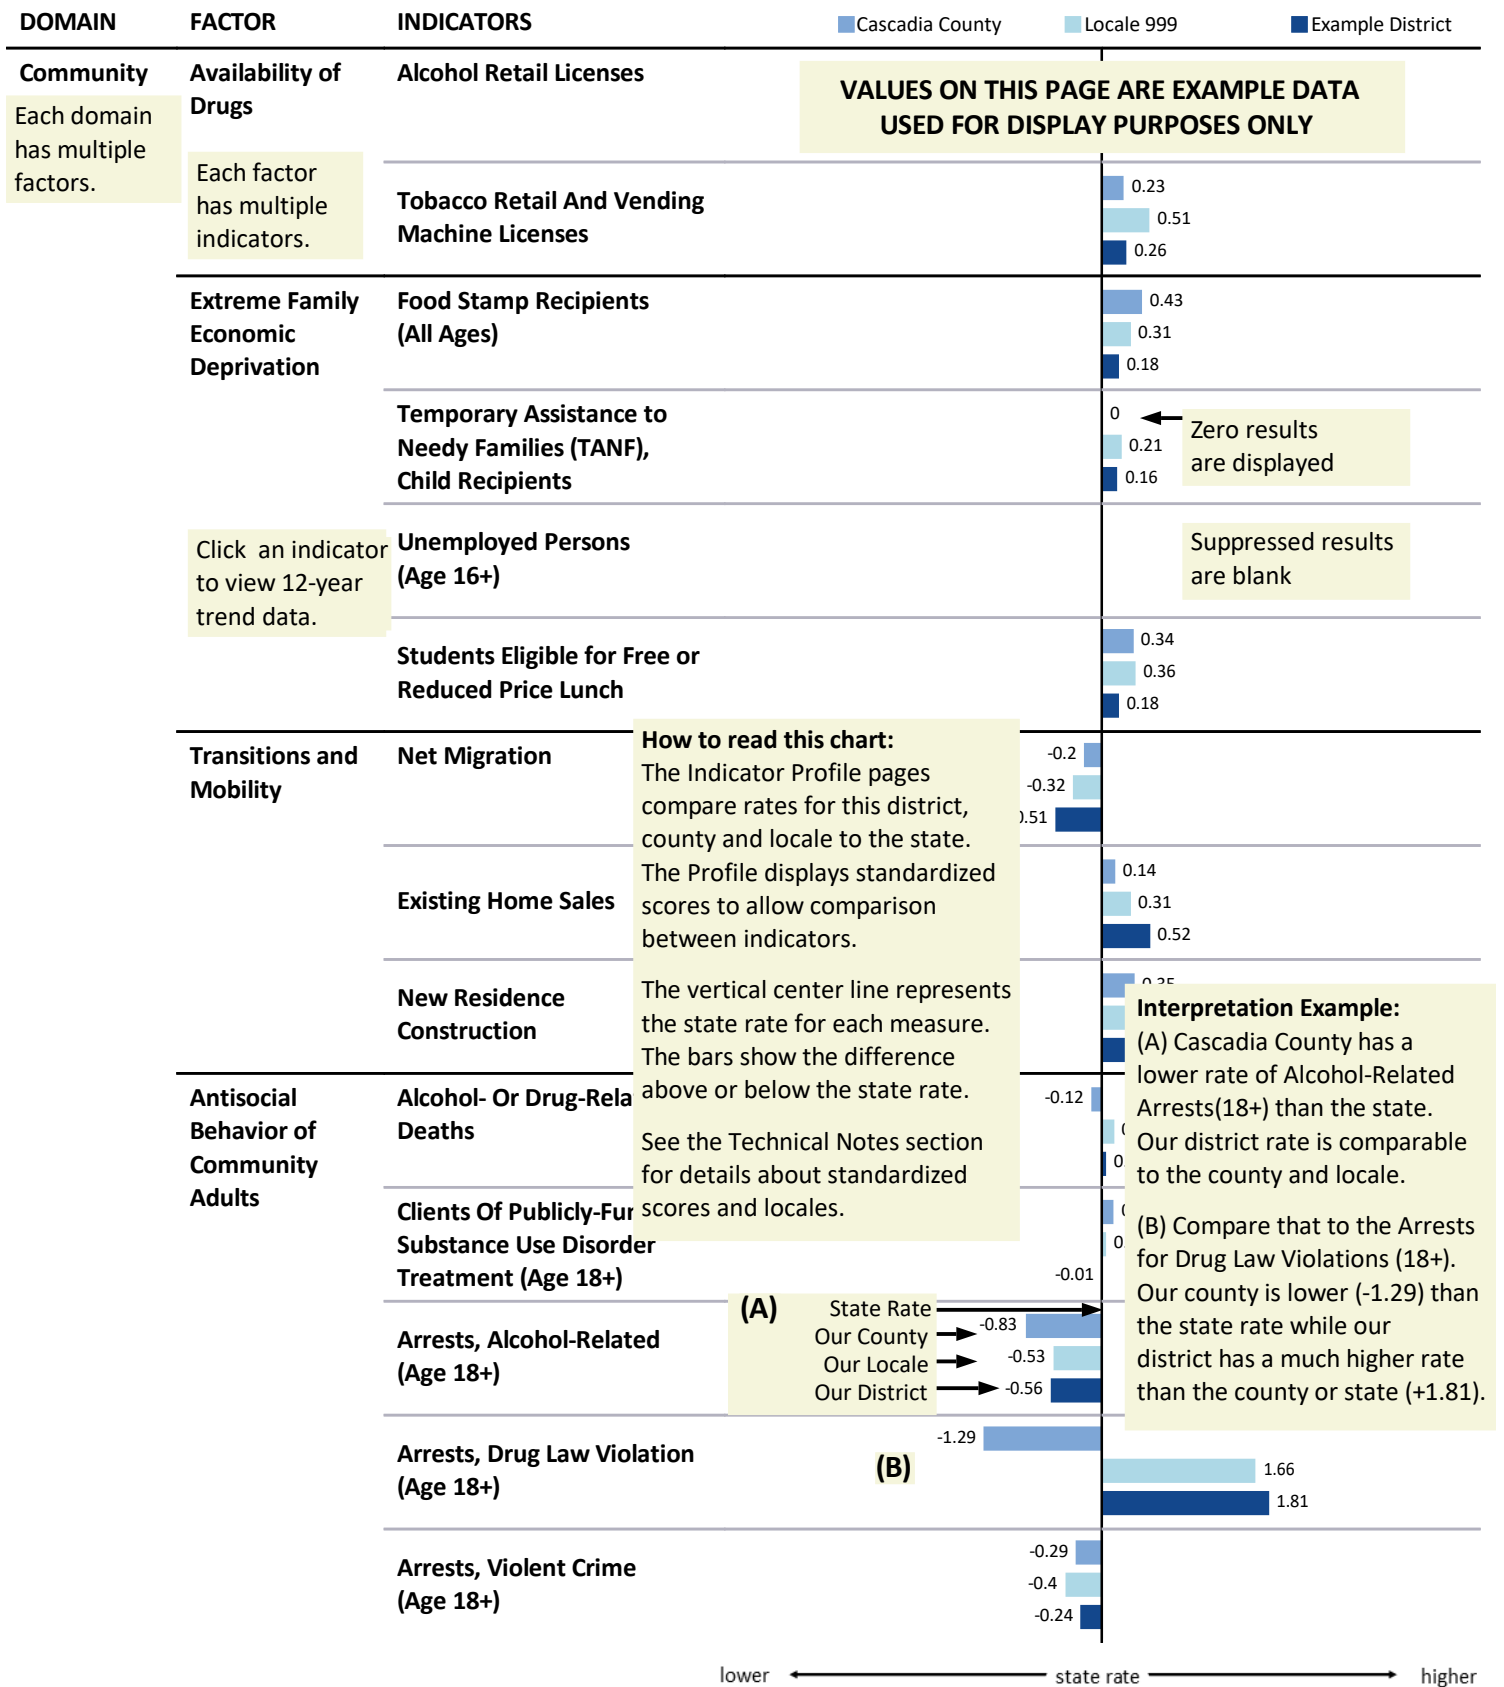 DOMAIN FACTOR INDICATORS Cascadia County Locale 999 Example District
Community
Each domain
has multiple
factors.
Availability of
Drugs
Each factor
has multiple
indicators.
Alcohol Retail Licenses
VALUES ON THIS PAGE ARE EXAMPLE DATA
USED FOR DISPLAY PURPOSES ONLY
Tobacco Retail And Vending
Machine Licenses
0.23
0.51
0.26
Extreme Family
Economic
Deprivation
Food Stamp Recipients
(All Ages)
0.43
0.31
0.18
Temporary Assistance to
Needy Families (TANF),
Child Recipients
0
0.21
0.16
Zero results
are displayed
Click an indicator
to view 12-year
trend data.
Unemployed Persons
(Age 16+)
Suppressed results
are blank
Students Eligible for Free or
Reduced Price Lunch
0.34
0.36
0.18
Transitions and
Mobility
Net Migration
-0.2
-0.32
.51
How to read this chart:
The Indicator Profile pages
compare rates for this district,
county and locale to the state.
The Profile displays standardized
scores to allow comparison
between indicators.
The vertical center line represents
the state rate for each measure.
The bars show the difference
above or below the state rate.
See the Technical Notes section
for details about standardized
scores and locales.
Existing Home Sales
0.14
0.31
0.52
New Residence
Construction
Interpretation Example:
(A) Cascadia County has a
lower rate of Alcohol-Related
Arrests(18+) than the state.
Our district rate is comparable
to the county and locale.
(B) Compare that to the Arrests
for Drug Law Violations (18+).
Our county is lower (-1.29) than
the state rate while our
district has a much higher rate
than the county or state (+1.81).
Antisocial
Behavior of
Community
Adults
Alcohol- Or Drug-Rela
Deaths
-0.12
0.
Clients Of Publicly-Fun
Substance Use Disorder
Treatment (Age 18+)
0.
-0.01
Arrests, Alcohol-Related
(Age 18+)
(A) State Rate
Our County -0.83
Our Locale -0.53
Our District -0.56
Arrests, Drug Law Violation
(Age 18+)
(B)
-1.29
1.66
1.81
Arrests, Violent Crime
(Age 18+)
-0.29
-0.4
-0.24
lower state rate higher